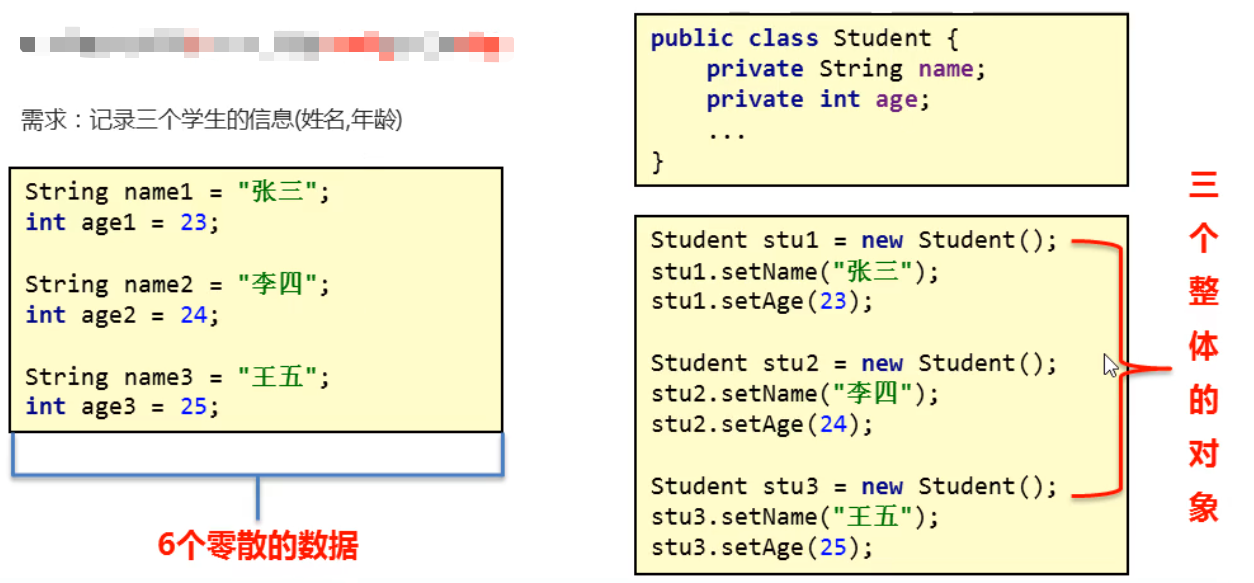 需求：记录三个学生的信息(姓名,年龄)
String name1 = "张三";
int age1 = 23;
String name2 = "李四";
int age2 = 24;
String name3 = "王五";
int age3 = 25;
6个零散的数据
public class Student {
    private String name;
    private int age;
    ...
}
Student stu1 = new Student();
stu1.setName("张三");
stu1.setAge(23);
Student stu2 = new Student();
stu2.setName("李四");
stu2.setAge(24);
Student stu3 = new Student();
stu3.setName("王五");
stu3.setAge(25);
三个整体的对象